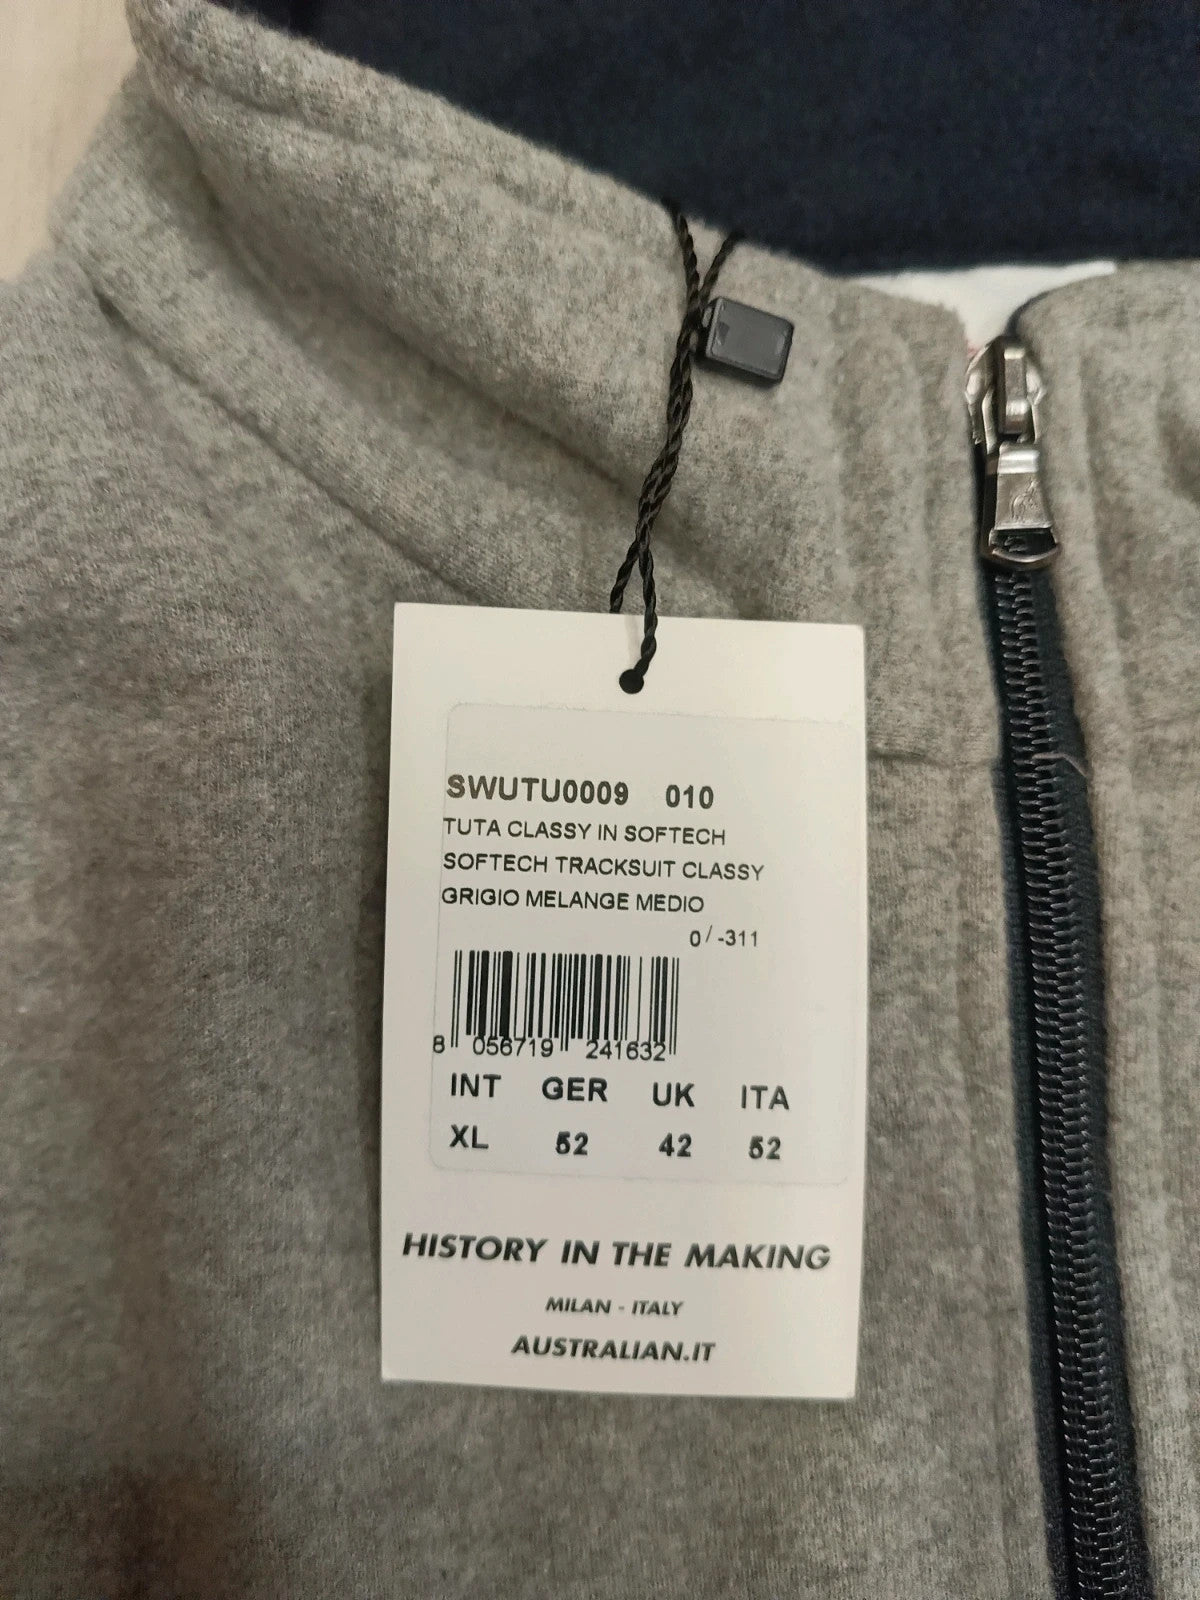 SWUTU0009 010
TUTA CLASSY IN SOFTECH
SOFTECH TRACKSUIT CLASSY
GRIGIO MELANGE MEDIO
0/-311
8 056719 241632
INT GER UK ITA
XL 52 42 52
HISTORY IN THE MAKING
MILAN - ITALY
AUSTRALIAN.IT